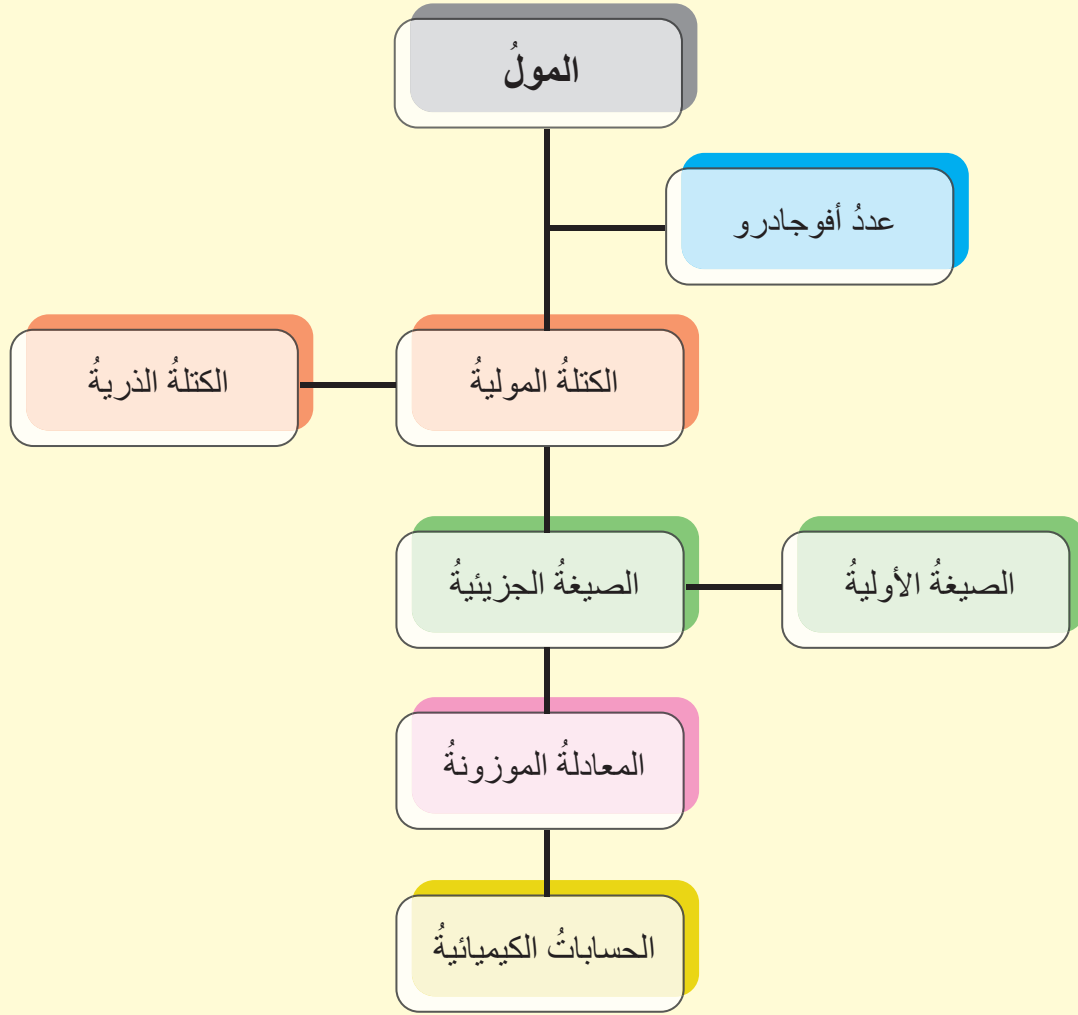 المولُ
عددُ أفوجادرو
الكتلةُ الموليةُ
الكتلةُ الذريةُ
الصيغةُ الأوليةُ
الصيغةُ الجزيئيةُ
المعادلةُ الموزونةُ
الحساباتُ الكيميائيةُ